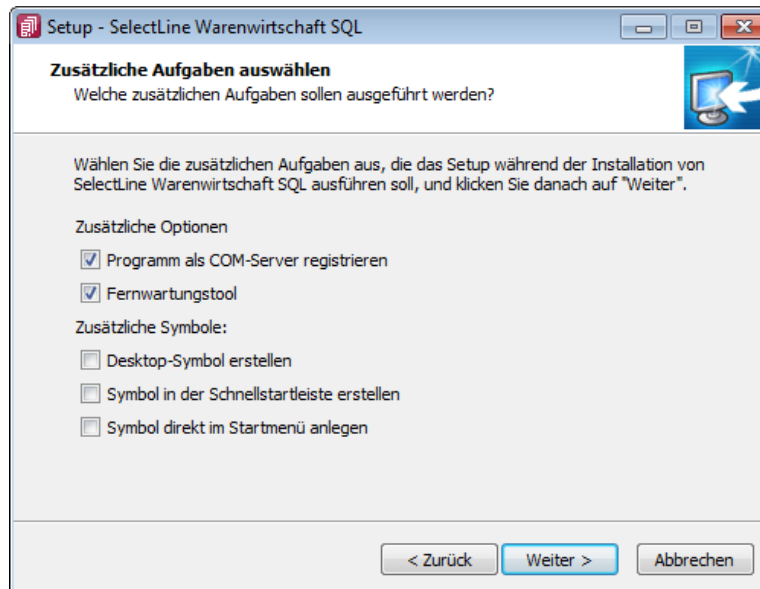 Setup - SelectLine Warenwirtschaft SQL
Zusätzliche Aufgaben auswählen
Welche zusätzlichen Aufgaben sollen ausgeführt werden?
Wählen Sie die zusätzlichen Aufgaben aus, die das Setup während der Installation von
SelectLine Warenwirtschaft SQL ausführen soll, und klicken Sie danach auf "Weiter".
Zusätzliche Optionen
Programm als COM-Server registrieren
Fernwartungstool
Zusätzliche Symbole:
Desktop-Symbol erstellen
Symbol in der Schnellstartleiste erstellen
Symbol direkt im Startmenü anlegen
< Zurück Weiter > Abbrechen